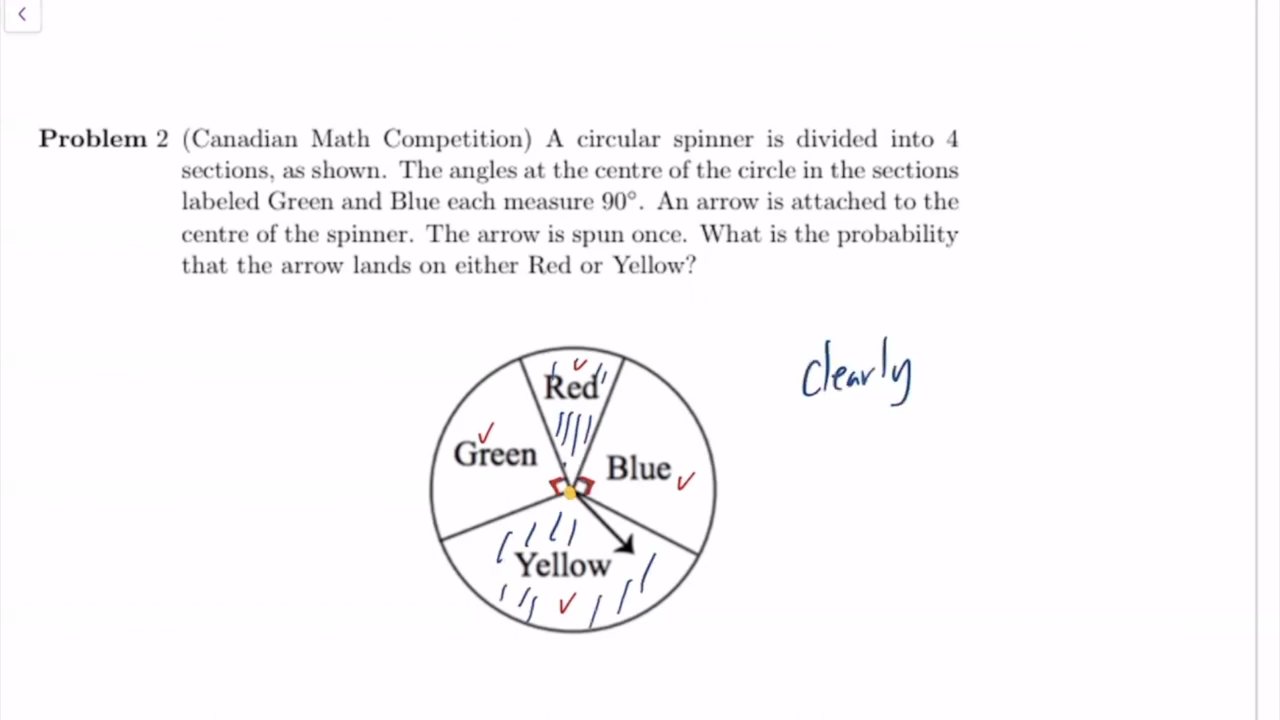 Problem 2 (Canadian Math Competition) A circular spinner is divided into 4
sections, as shown. The angles at the centre of the circle in the sections
labeled Green and Blue each measure 90°. An arrow is attached to the
centre of the spinner. The arrow is spun once. What is the probability
that the arrow lands on either Red or Yellow?
clearly
Red
Green
Blue
Yellow